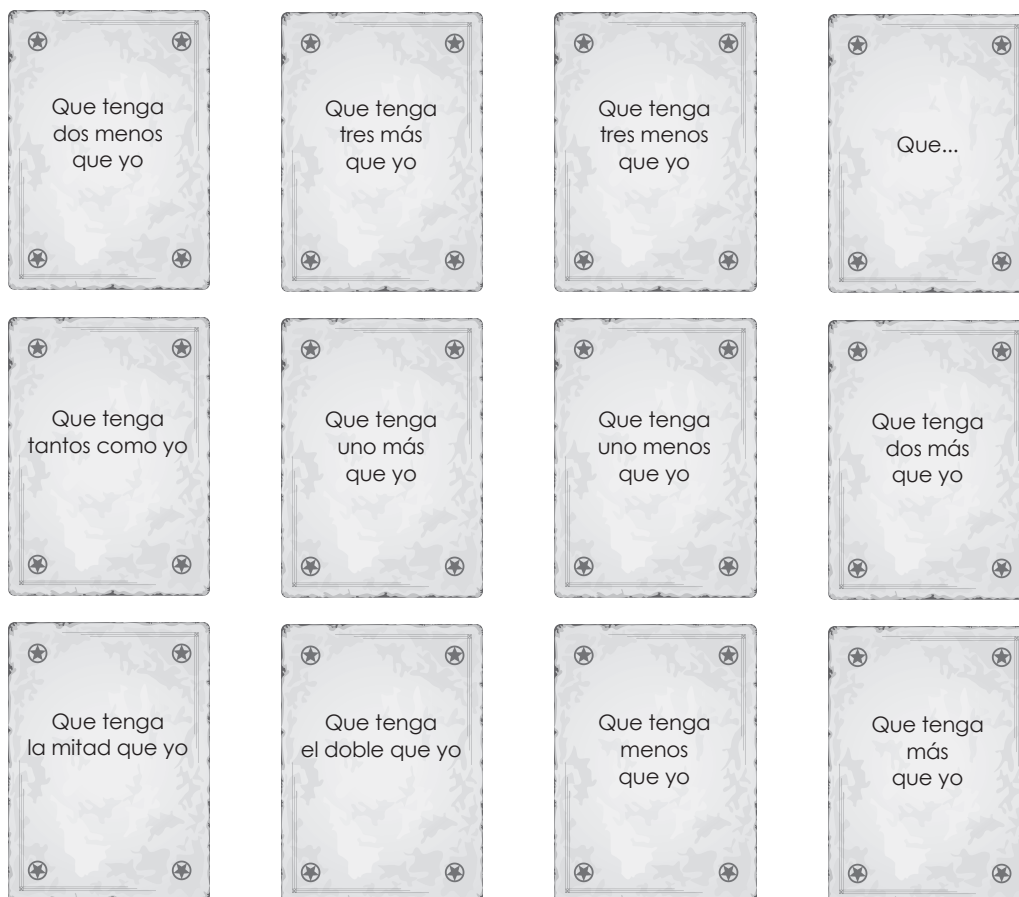 Que tenga
dos menos
que yo
Que tenga
tres más
que yo
Que tenga
tres menos
que yo
Que...
Que tenga
tantos como yo
Que tenga
uno más
que yo
Que tenga
uno menos
que yo
Que tenga
dos más
que yo
Que tenga
la mitad que yo
Que tenga
el doble que yo
Que tenga
menos
que yo
Que tenga
más
que yo